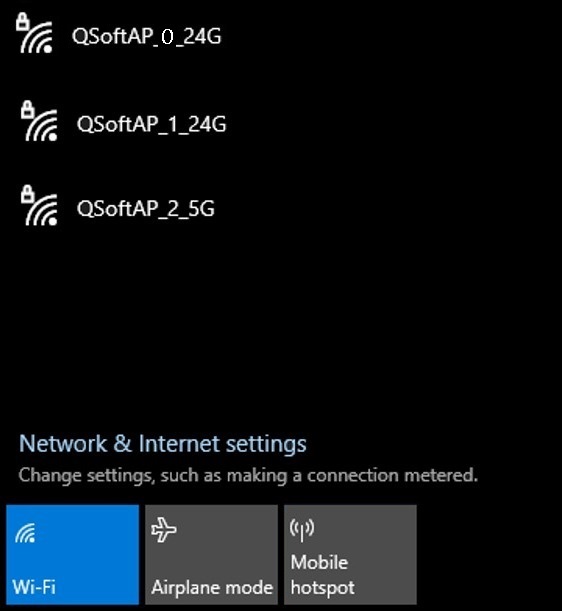 QSoftAP_0_24G
QSoftAP_1_24G
QSoftAP_2_5G
Network & Internet settings
Change settings, such as making a connection metered.
Wi-Fi
Airplane mode
Mobile
hotspot